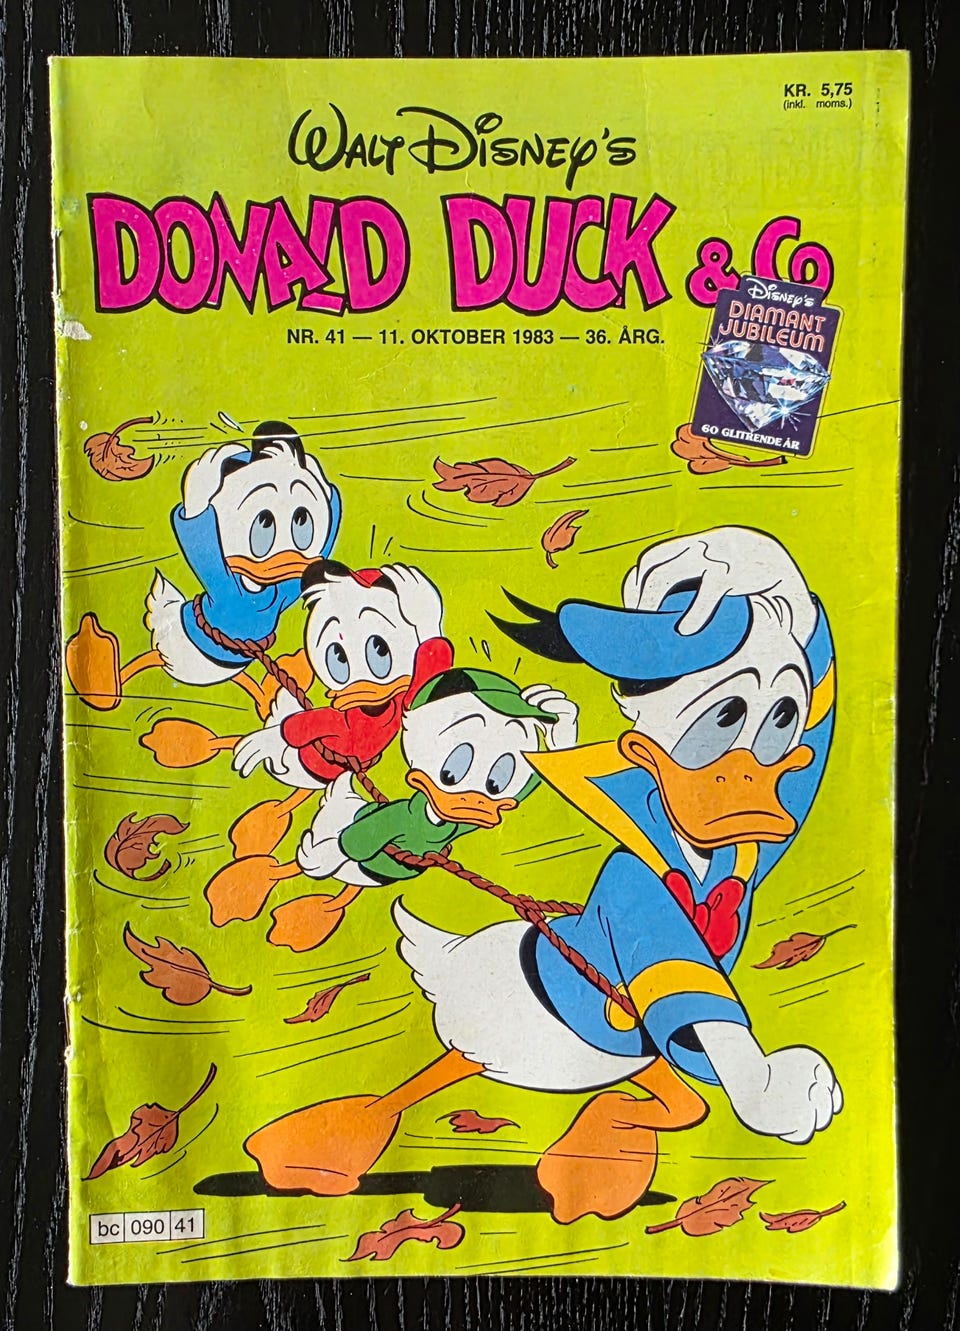 KR. 5,75
(inkl. moms.)
WALT DISNEY'S
DONALD DUCK & Co
NR. 41 — 11. OKTOBER 1983 — 36. ÅRG.
DISNEY'S
DIAMANT
JUBILEUM
60 GLITRENDE ÅR
bc 090 41